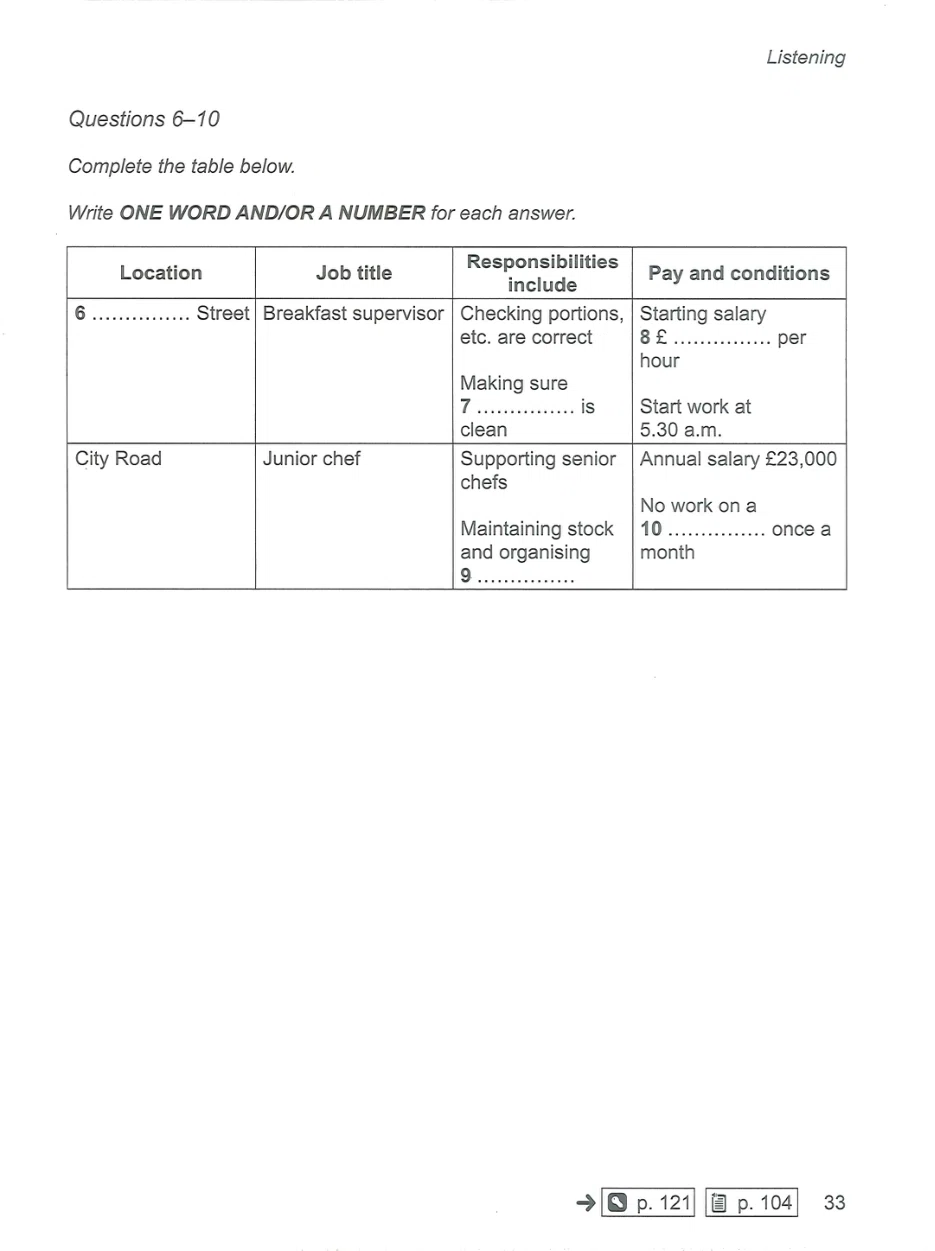 Listening
Questions 6–10
Complete the table below.
Write ONE WORD AND/OR A NUMBER for each answer.
Location
Job title
Responsibilities
include
Pay and conditions
6 ............... Street
Breakfast supervisor
Checking portions,
etc. are correct
Making sure
7 ............... is
clean
Starting salary
8 £ ............... per
hour
Start work at
5.30 a.m.
City Road
Junior chef
Supporting senior
chefs
Maintaining stock
and organising
9 ...............
Annual salary £23,000
No work on a
10 ............... once a
month
→ p. 121 p. 104 33